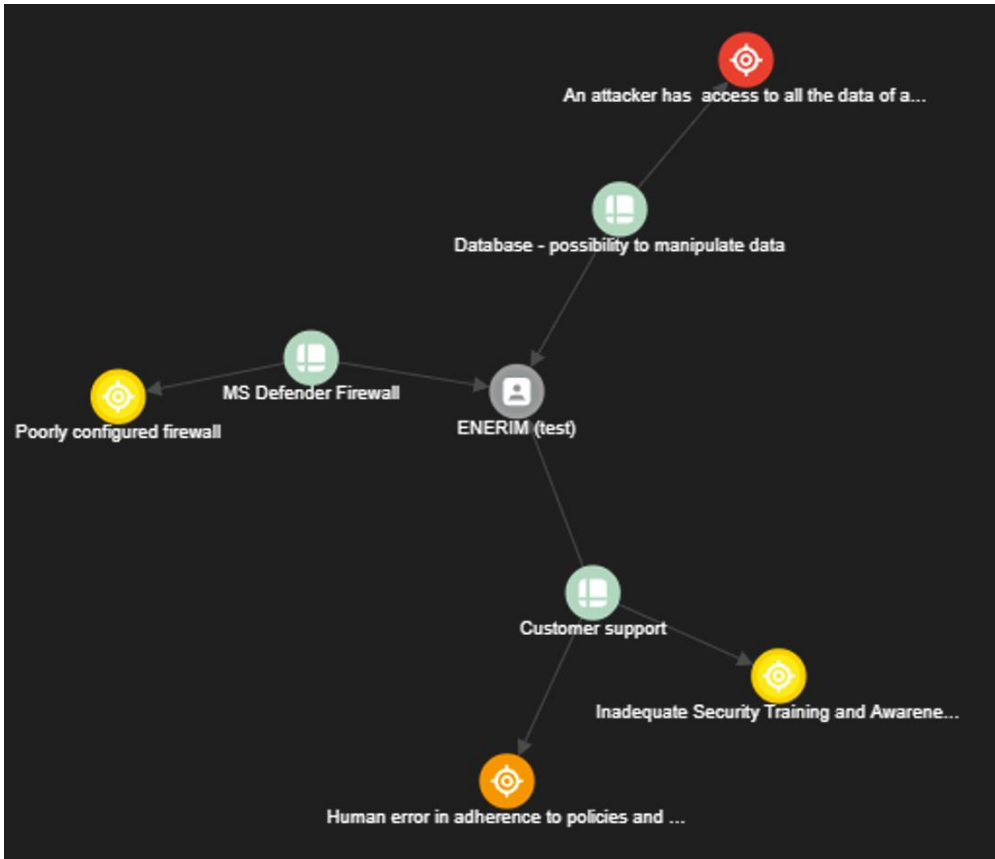 An attacker has  access to all the data of a...
Database - possibility to manipulate data
MS Defender Firewall
Poorly configured firewall
ENERIM (test)
Customer support
Inadequate Security Training and Awarene...
Human error in adherence to policies and ...